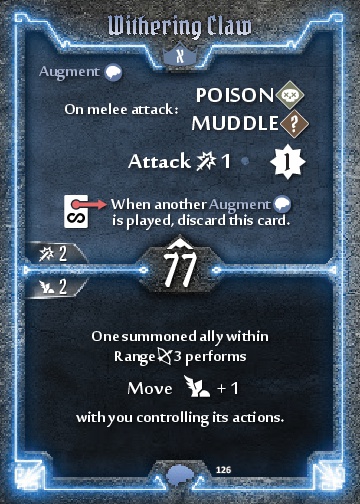 Withering Claw
א
Augment
On melee attack:
POISON
MUDDLE ?
Attack 1 1
When another Augment
is played, discard this card.
2
77
2
One summoned ally within
Range 3 performs
Move + 1
with you controlling its actions.
126